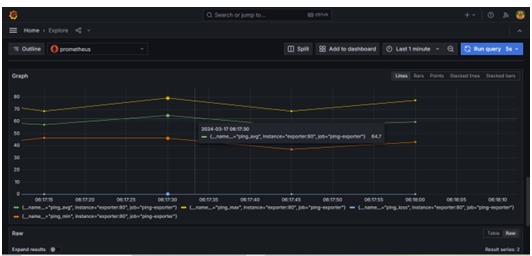 Search or jump to... ctrl+k
Home › Explore
Outline prometheus Split Add to dashboard Last 1 minute Run query 5s
Graph Lines Bars Points Stacked lines Stacked bars
80
70
60
50
40
30
20
10
0
2024-03-17 06:17:30
{__name__="ping_avg", instance="exporter:80", job="ping-exporter"} 64.7
06:17:15 06:17:20 06:17:25 06:17:30 06:17:35 06:17:40 06:17:45 06:17:50 06:17:55 06:18:00 06:18:05 06:18:10
{__name__="ping_avg", instance="exporter:80", job="ping-exporter"} {__name__="ping_max", instance="exporter:80", job="ping-exporter"} {__name__="ping_loss", instance="exporter:80", job="ping-exporter"}
{__name__="ping_min", instance="exporter:80", job="ping-exporter"}
Raw Table Raw
Expand results Result series: 2